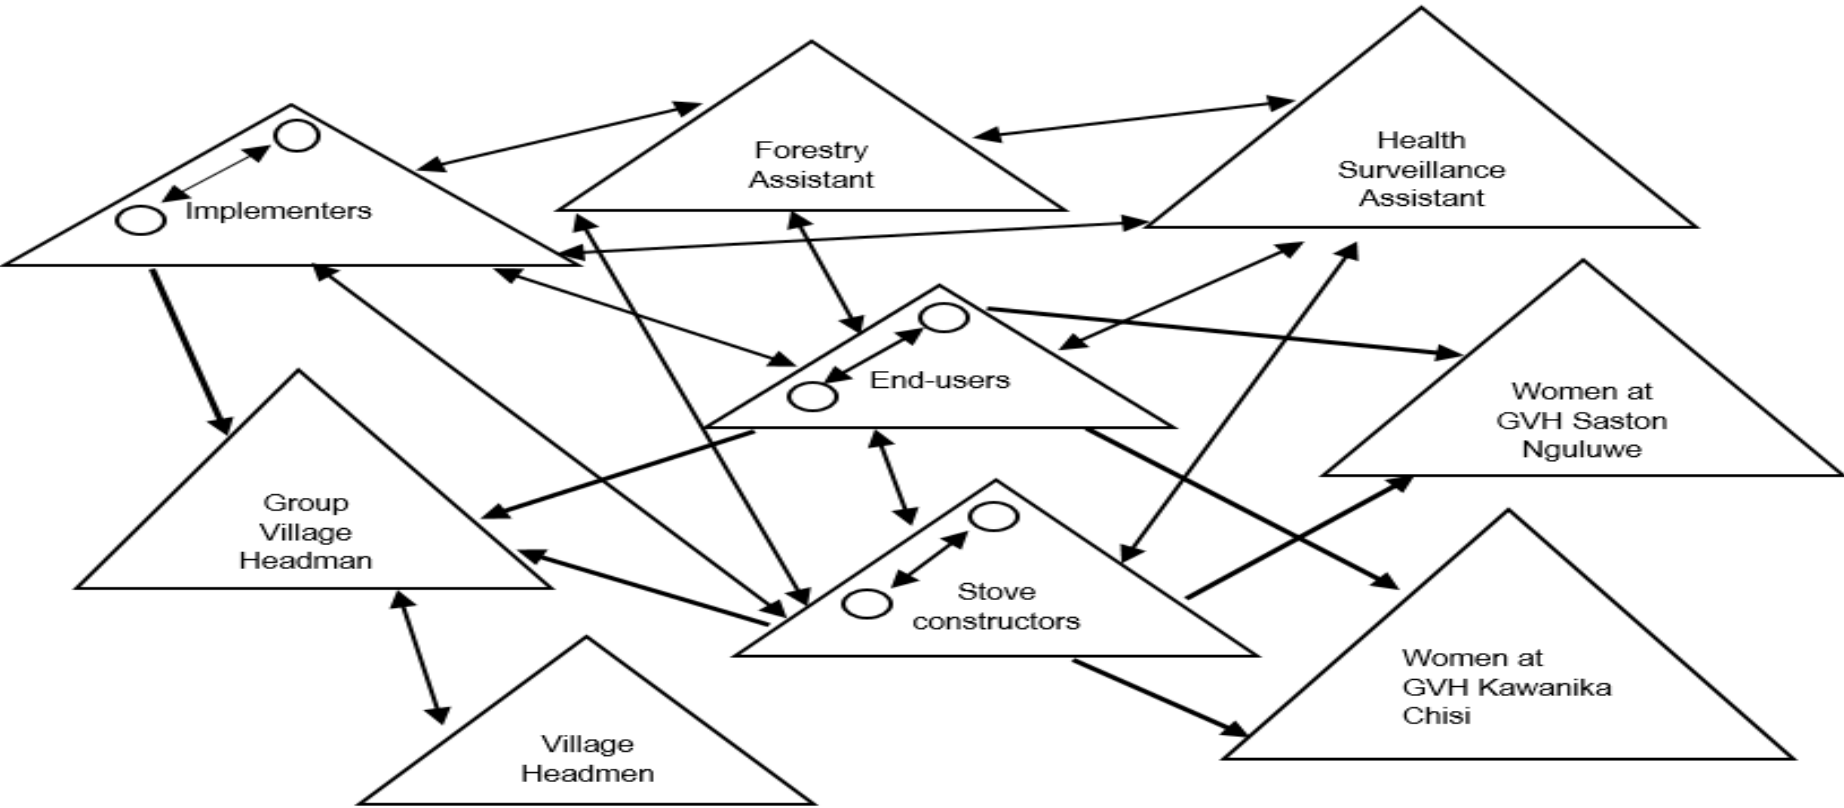 Forestry
Assistant
Health
Surveillance
Assistant
Implementers
End-users
Women at
GVH Saston
Nguluwe
Group
Village
Headman
Stove
constructors
Women at
GVH Kawanika
Chisi
Village
Headmen